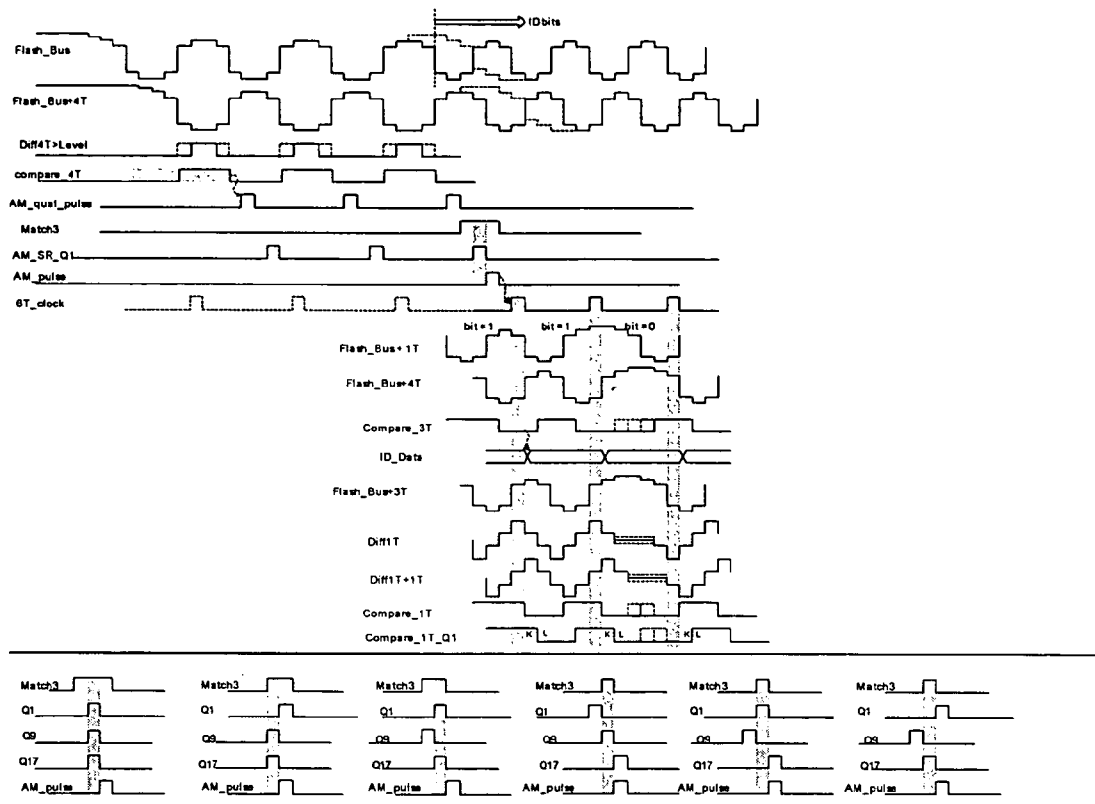 IDbits
Flash_Bus
Flash_Bus+4T
Diff4T>Level
compare_4T
AM_qual_pulse
Match3
AM_SR_Q1
AM_pulse
6T_clock
bit=1 bit=1 bit=0
Flash_Bus+1T
Flash_Bus+4T
Compare_3T
ID_Data
Flash_Bus+3T
Diff1T
Diff1T+1T
Compare_1T
Compare_1T_Q1 K L K L K L
Match3 Match3 Match3 Match3 Match3 Match3
Q1 Q1 Q1 Q1 Q1 Q1
Q9 Q9 Q9 Q9 Q9 Q9
Q17 Q17 Q17 Q17 Q17 Q17
AM_pulse AM_pulse AM_pulse AM_pulse AM_pulse AM_pulse